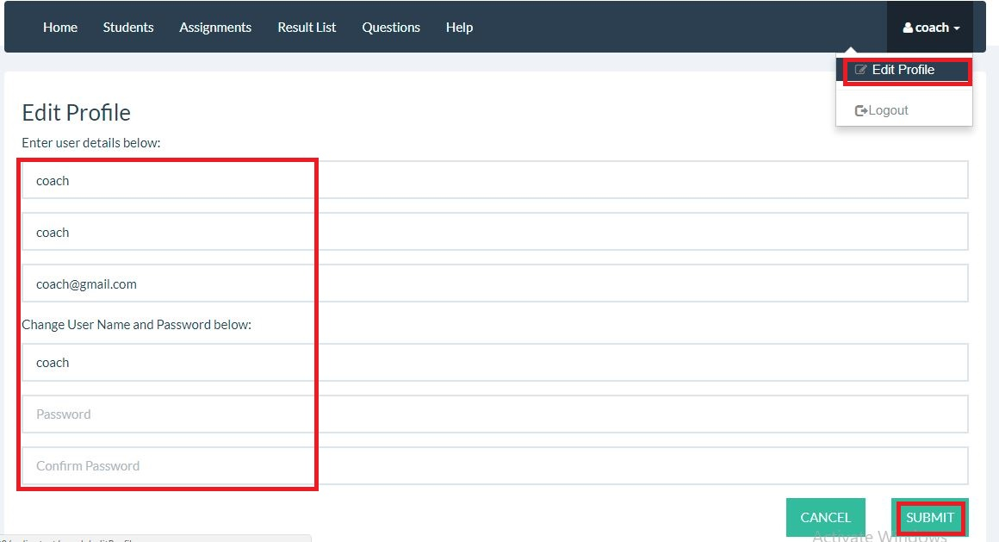 Home Students Assignments Result List Questions Help coach
Edit Profile
Logout
Edit Profile
Enter user details below:
coach
coach
coach@gmail.com
Change User Name and Password below:
coach
Password
Confirm Password
CANCEL SUBMIT
Activate Windows